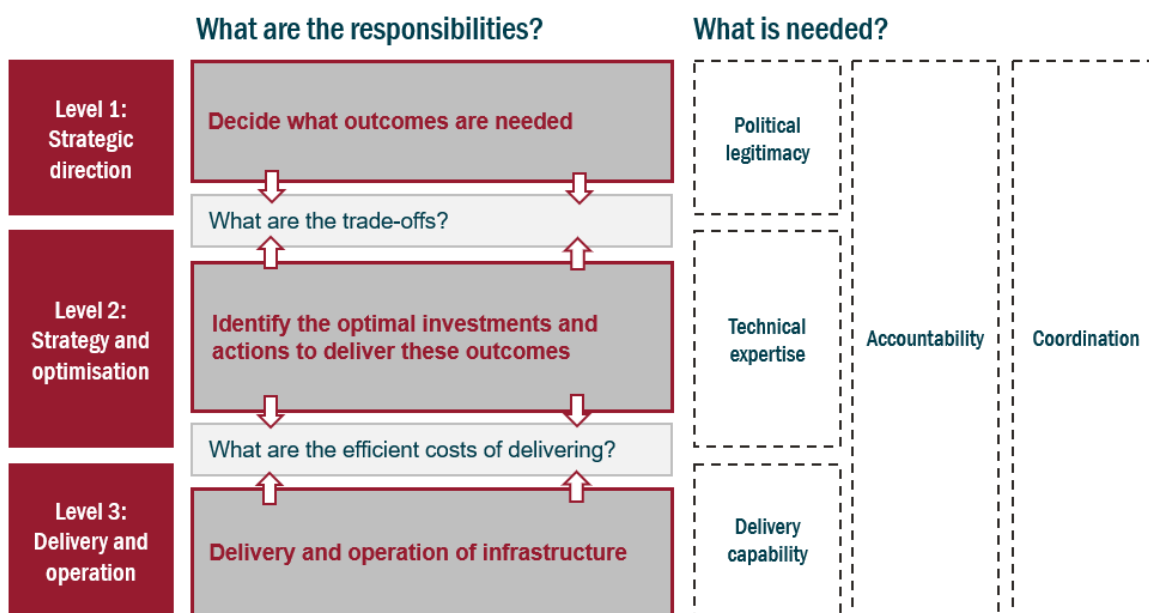 What are the responsibilities?
What is needed?
Level 1:
Strategic
direction
Decide what outcomes are needed
Political
legitimacy
What are the trade-offs?
Level 2:
Strategy and
optimisation
Identify the optimal investments and
actions to deliver these outcomes
Technical
expertise
Accountability
Coordination
What are the efficient costs of delivering?
Level 3:
Delivery and
operation
Delivery and operation of infrastructure
Delivery
capability